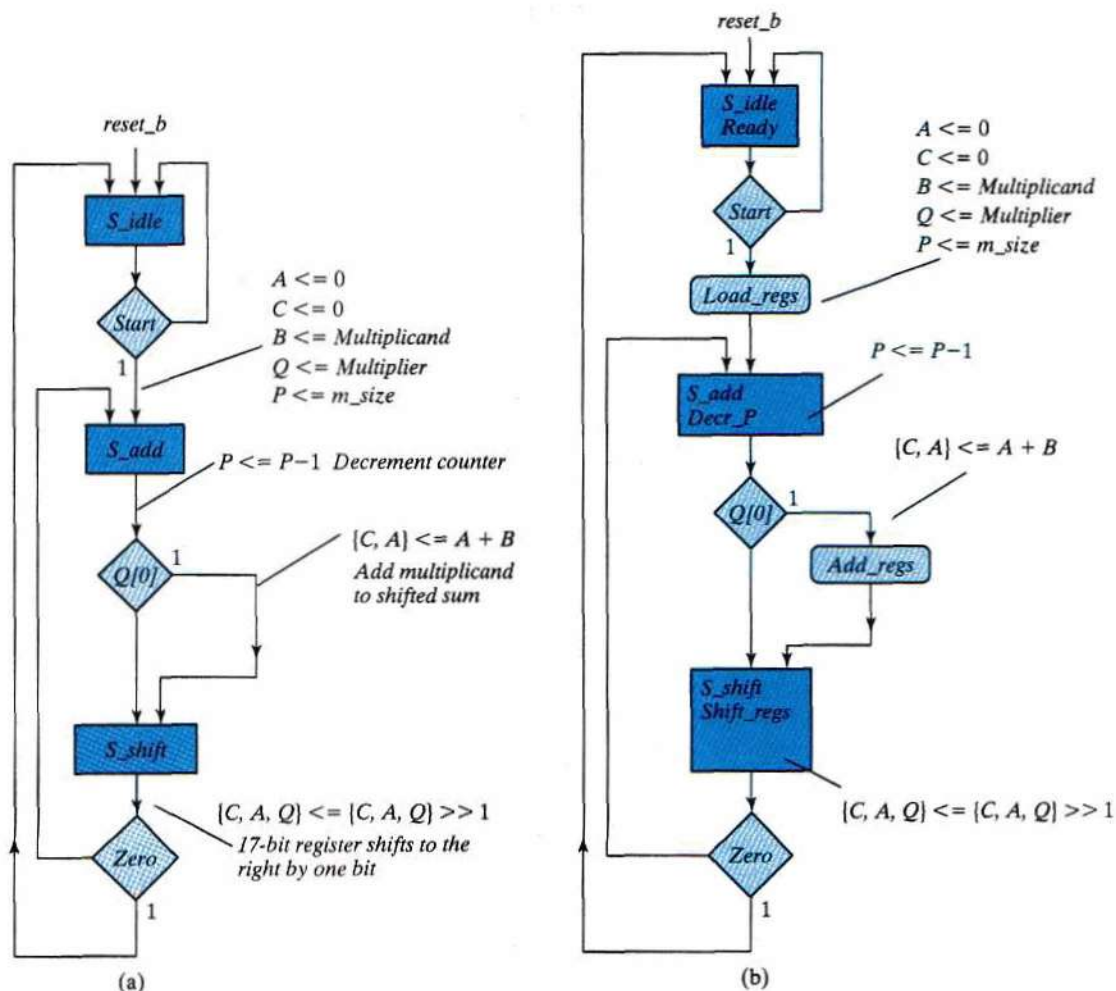 reset_b
S_idle
Start
1
A <= 0
C <= 0
B <= Multiplicand
Q <= Multiplier
P <= m_size
S_add
P <= P−1 Decrement counter
Q[0]
1
{C, A} <= A + B
Add multiplicand
to shifted sum
S_shift
{C, A, Q} <= {C, A, Q} >> 1
17-bit register shifts to the
right by one bit
Zero
1
(a)
reset_b
S_idle
Ready
Start
1
A <= 0
C <= 0
B <= Multiplicand
Q <= Multiplier
P <= m_size
Load_regs
P <= P−1
S_add
Decr_P
{C, A} <= A + B
Q[0]
1
Add_regs
S_shift
Shift_regs
{C, A, Q} <= {C, A, Q} >> 1
Zero
1
(b)